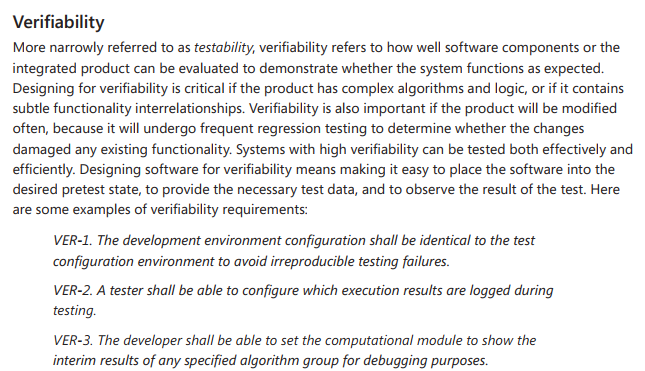 Verifiability
More narrowly referred to as testability, verifiability refers to how well software components or the
integrated product can be evaluated to demonstrate whether the system functions as expected.
Designing for verifiability is critical if the product has complex algorithms and logic, or if it contains
subtle functionality interrelationships. Verifiability is also important if the product will be modified
often, because it will undergo frequent regression testing to determine whether the changes
damaged any existing functionality. Systems with high verifiability can be tested both effectively and
efficiently. Designing software for verifiability means making it easy to place the software into the
desired pretest state, to provide the necessary test data, and to observe the result of the test. Here
are some examples of verifiability requirements:
VER-1. The development environment configuration shall be identical to the test
configuration environment to avoid irreproducible testing failures.
VER-2. A tester shall be able to configure which execution results are logged during
testing.
VER-3. The developer shall be able to set the computational module to show the
interim results of any specified algorithm group for debugging purposes.